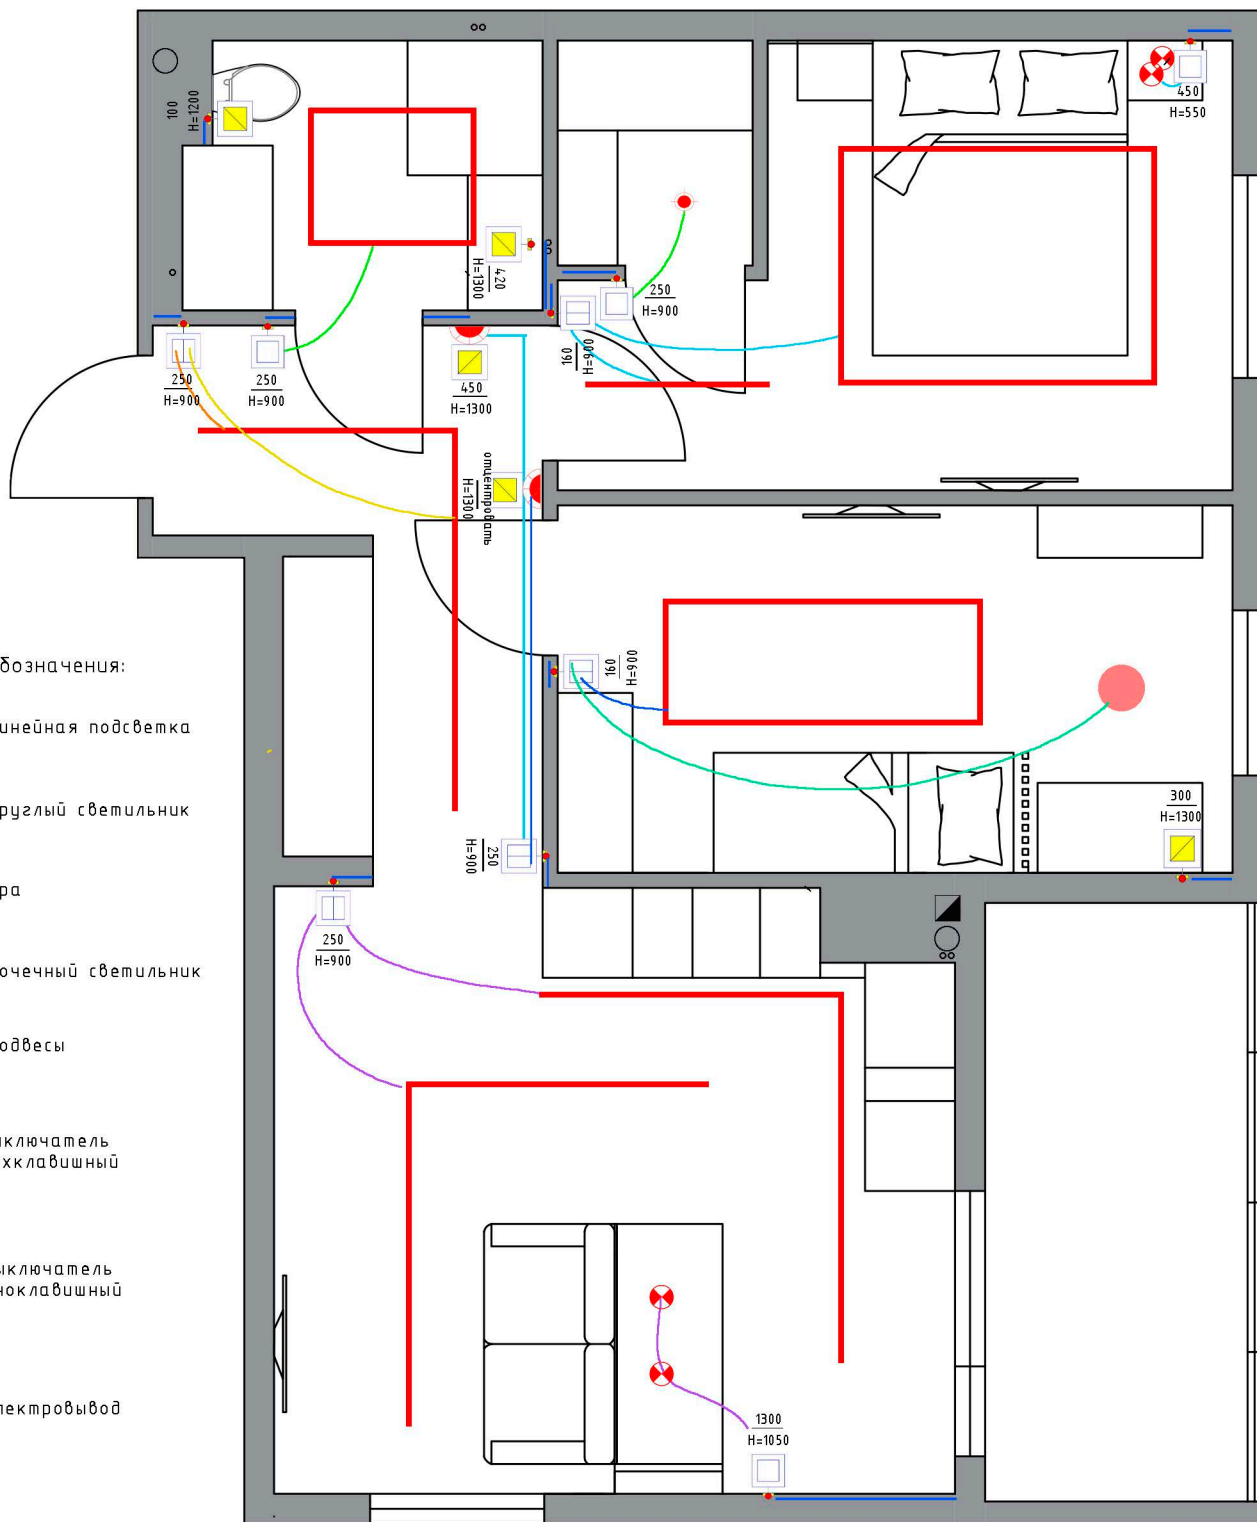 100
H=1200
450
H=550
420
H=1300
250
H=900
160
H=900
250
H=900
250
H=900
450
H=1300
отцентровать
H=1300
бозначения:
инейная подсветка
руглый светильник
ра
очечный светильник
одвесы
ключатель
хклавишный
ыключатель
ноклавишный
лектровывод
160
H=900
300
H=1300
250
H=900
250
H=900
1300
H=1050